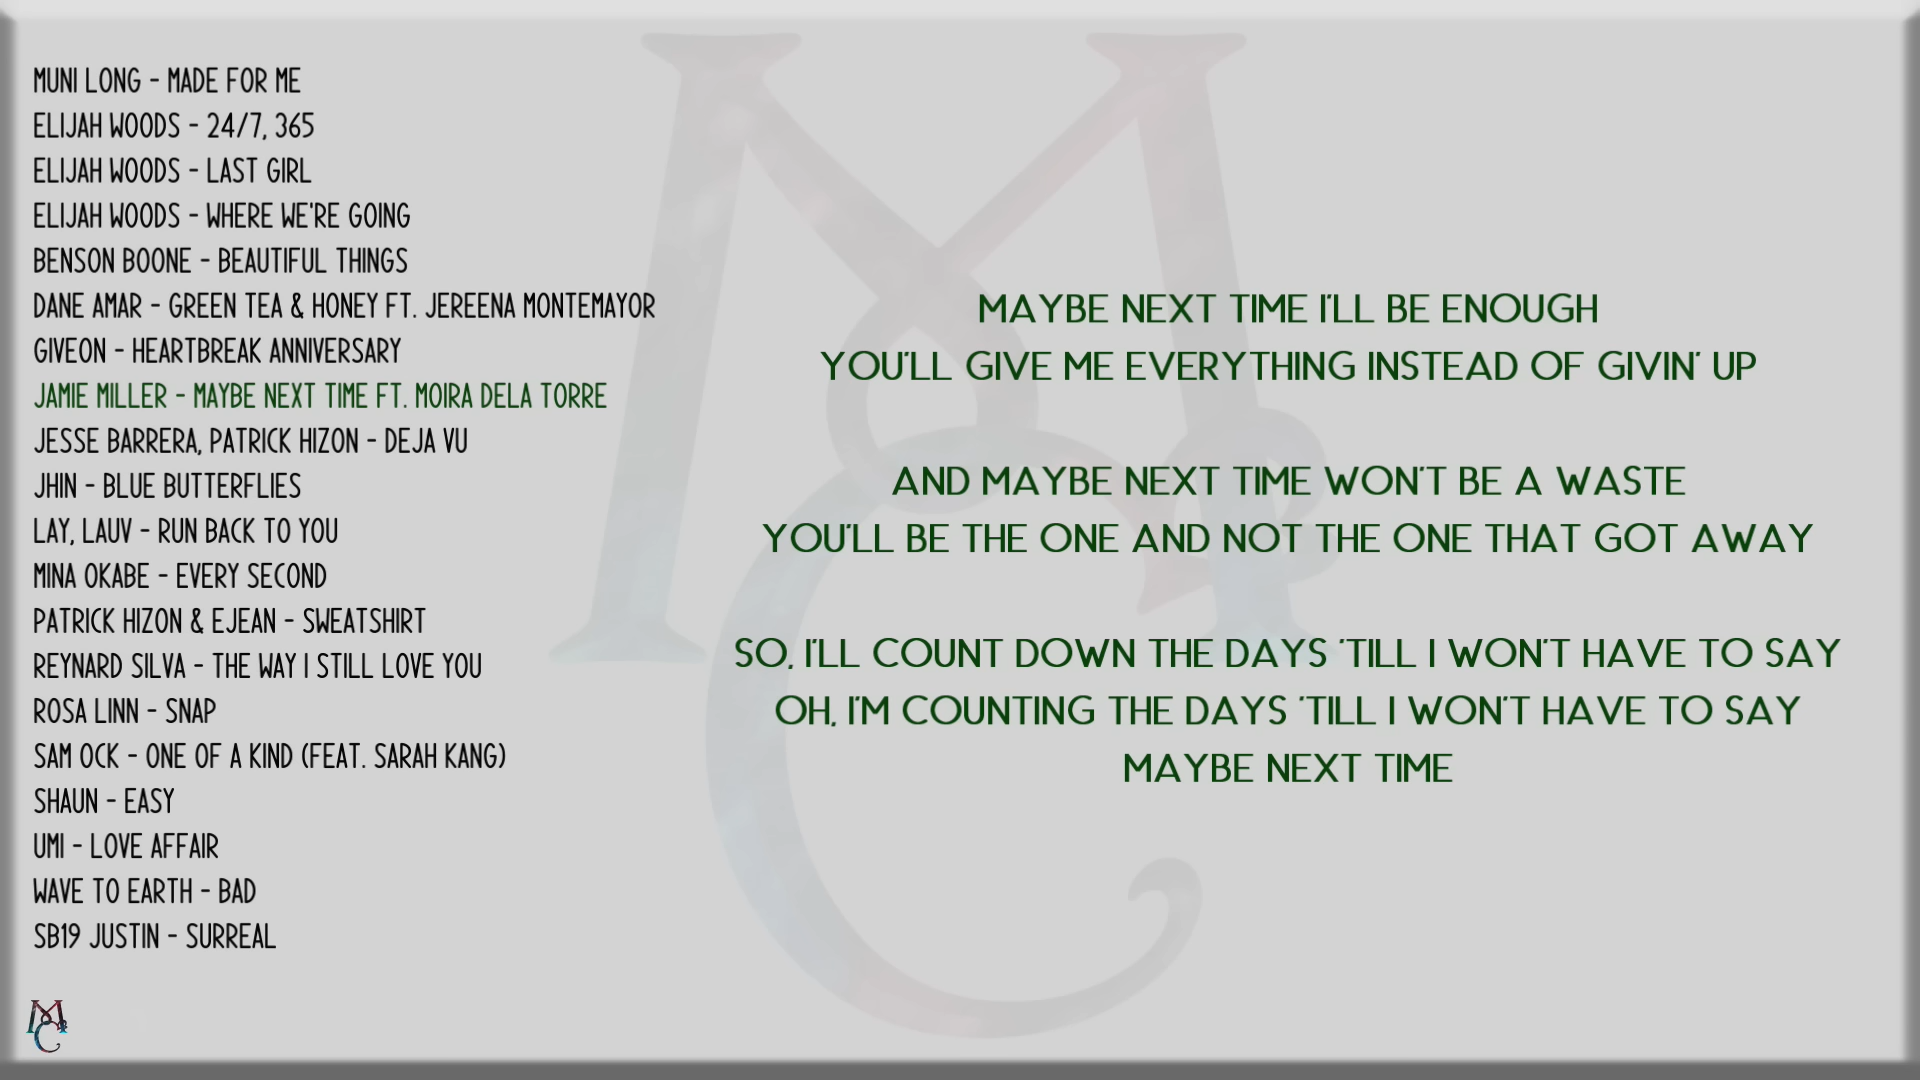 MUNI LONG - MADE FOR ME
ELIJAH WOODS - 24/7, 365
ELIJAH WOODS - LAST GIRL
ELIJAH WOODS - WHERE WE'RE GOING
BENSON BOONE - BEAUTIFUL THINGS
DANE AMAR - GREEN TEA & HONEY FT. JEREENA MONTEMAYOR
GIVEON - HEARTBREAK ANNIVERSARY
JAMIE MILLER - MAYBE NEXT TIME FT. MOIRA DELA TORRE
JESSE BARRERA, PATRICK HIZON - DEJA VU
JHIN - BLUE BUTTERFLIES
LAY, LAUV - RUN BACK TO YOU
MINA OKABE - EVERY SECOND
PATRICK HIZON & EJEAN - SWEATSHIRT
REYNARD SILVA - THE WAY I STILL LOVE YOU
ROSA LINN - SNAP
SAM OCK - ONE OF A KIND (FEAT. SARAH KANG)
SHAUN - EASY
UMI - LOVE AFFAIR
WAVE TO EARTH - BAD
SB19 JUSTIN - SURREAL
MAYBE NEXT TIME I'LL BE ENOUGH
YOU'LL GIVE ME EVERYTHING INSTEAD OF GIVIN' UP
AND MAYBE NEXT TIME WON'T BE A WASTE
YOU'LL BE THE ONE AND NOT THE ONE THAT GOT AWAY
SO, I'LL COUNT DOWN THE DAYS 'TILL I WON'T HAVE TO SAY
OH, I'M COUNTING THE DAYS 'TILL I WON'T HAVE TO SAY
MAYBE NEXT TIME
MC